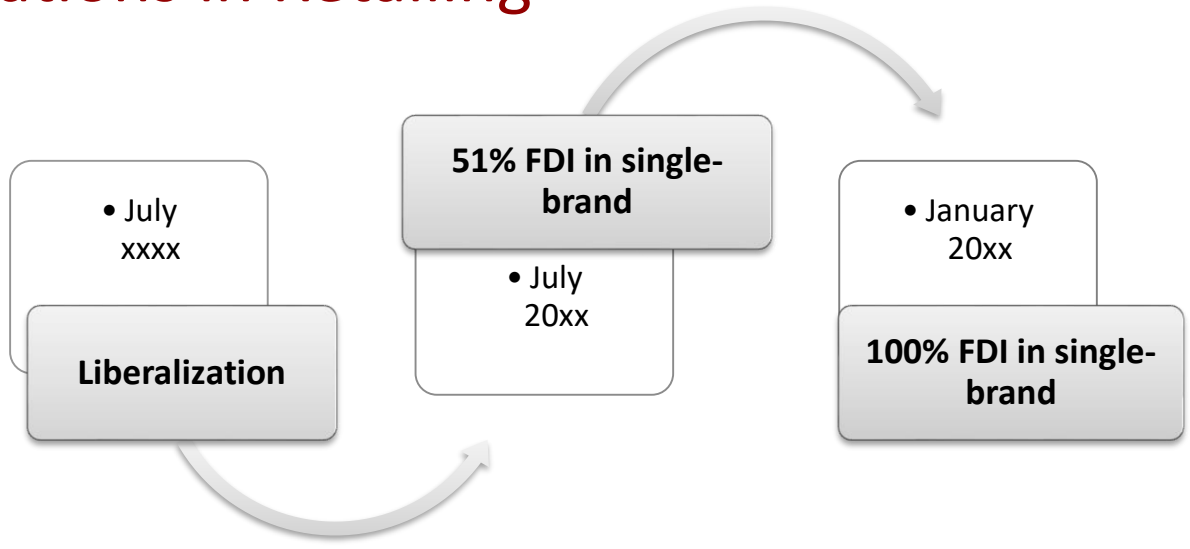 in Retailing
• July
xxxx
Liberalization
51% FDI in single-
brand
• July
20xx
• January
20xx
100% FDI in single-
brand